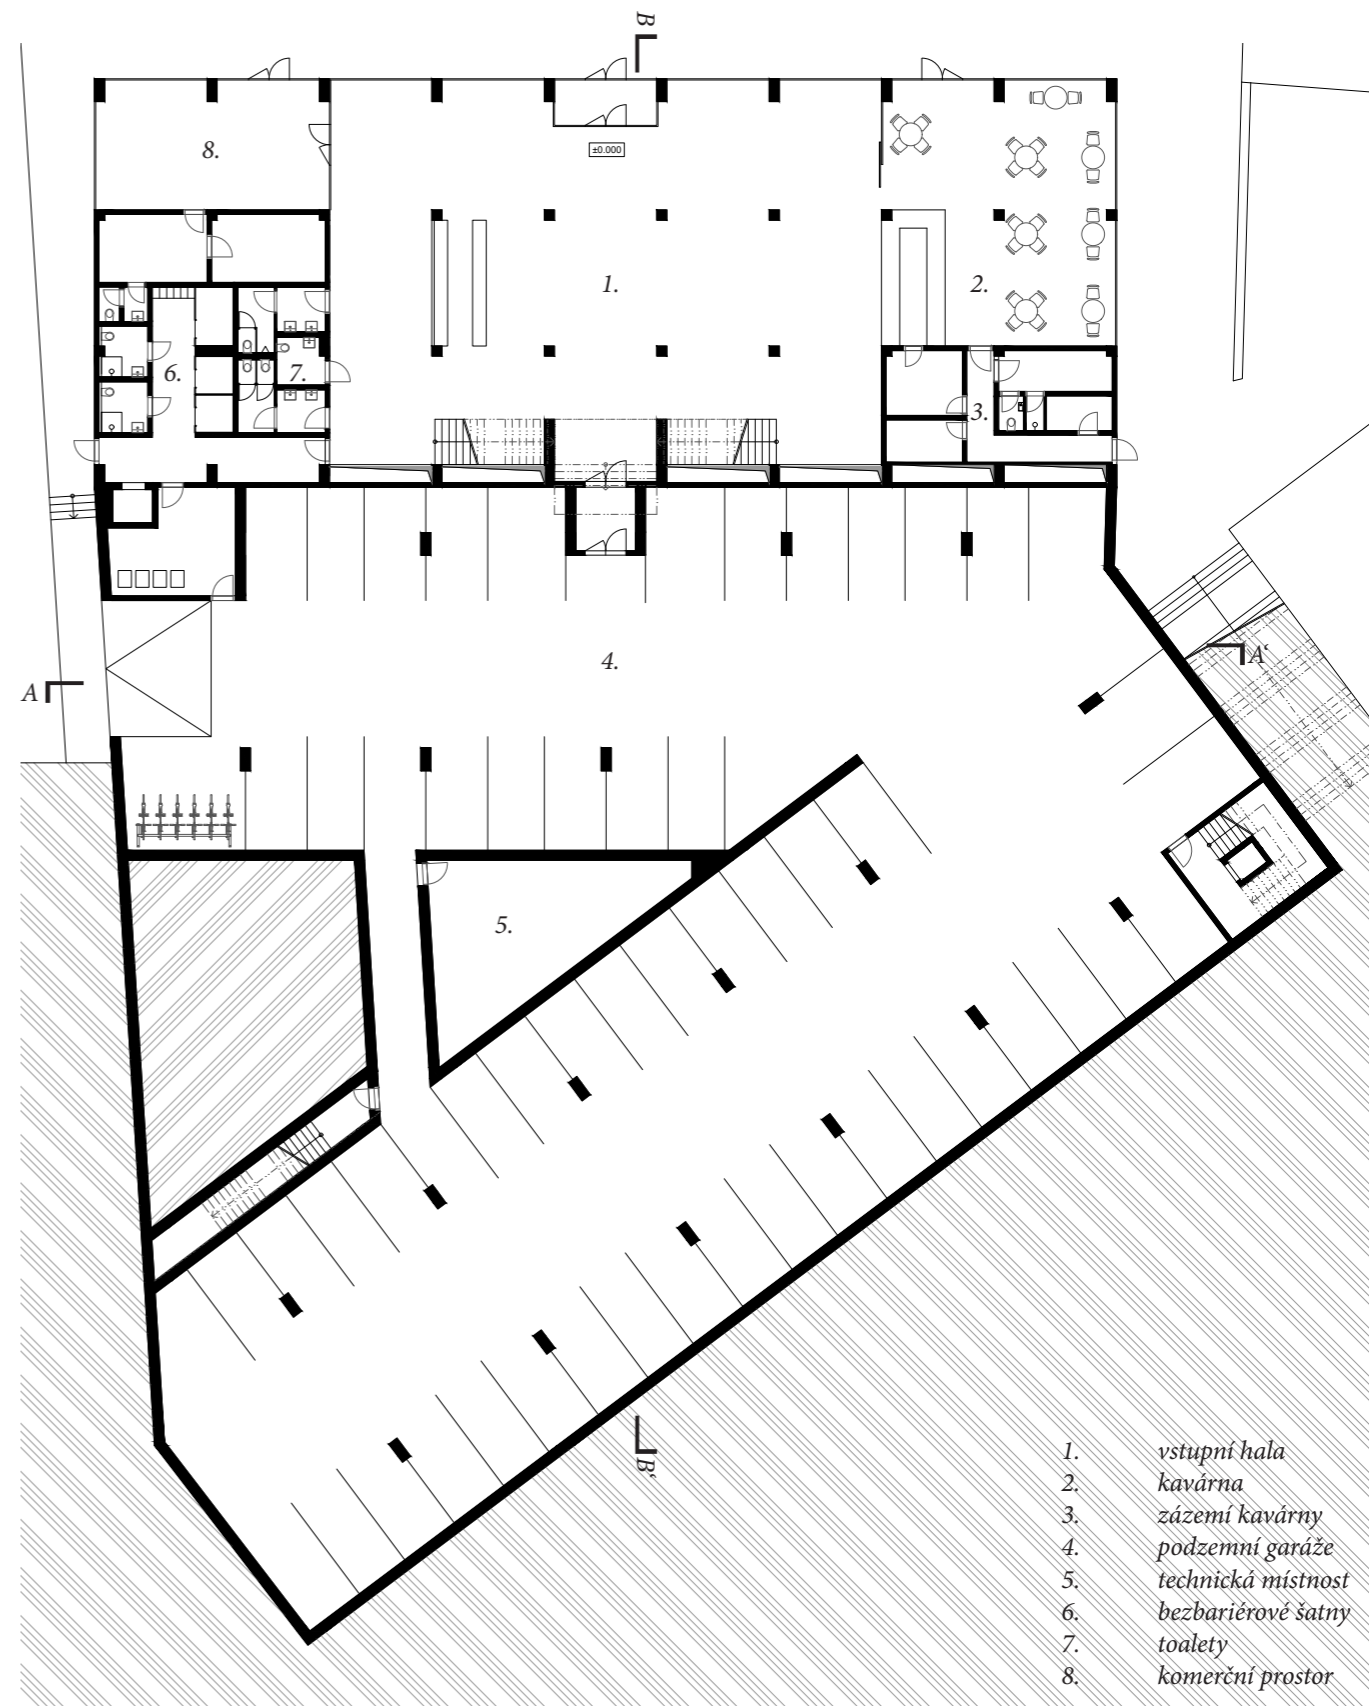 B
8.
±0.000
1.
2.
6.
7.
3.
4.
A
A‘
5.
B‘
1. vstupní hala
2. kavárna
3. zázemí kavárny
4. podzemní garáže
5. technická místnost
6. bezbariérové šatny
7. toalety
8. komerční prostor